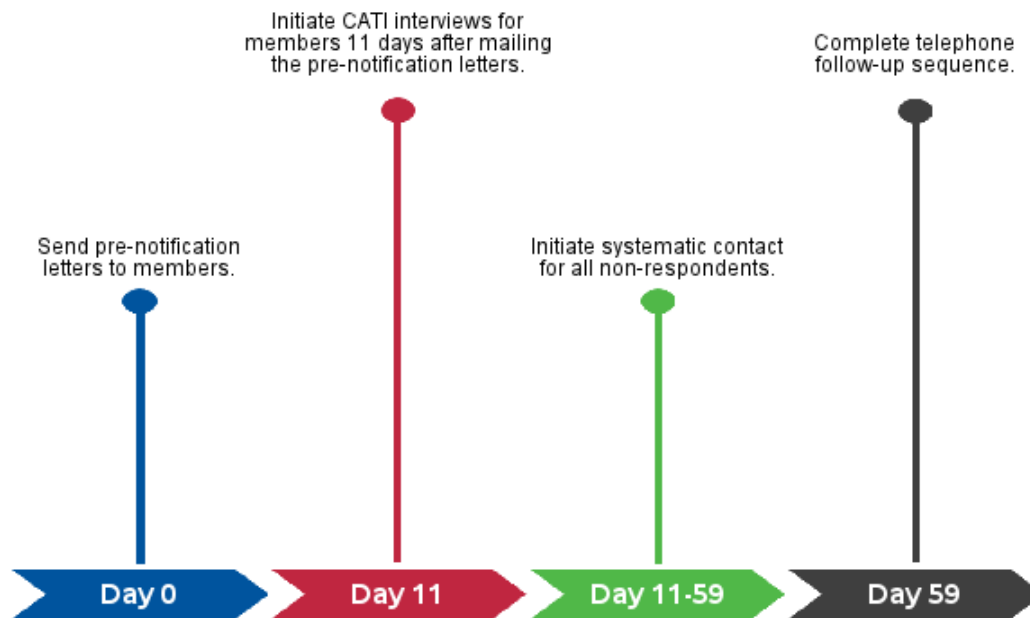 Initiate CATI interviews for
members 11 days after mailing
the pre-notification letters.
Complete telephone
follow-up sequence.
Send pre-notification
letters to members.
Initiate systematic contact
for all non-respondents.
Day 0
Day 11
Day 11-59
Day 59